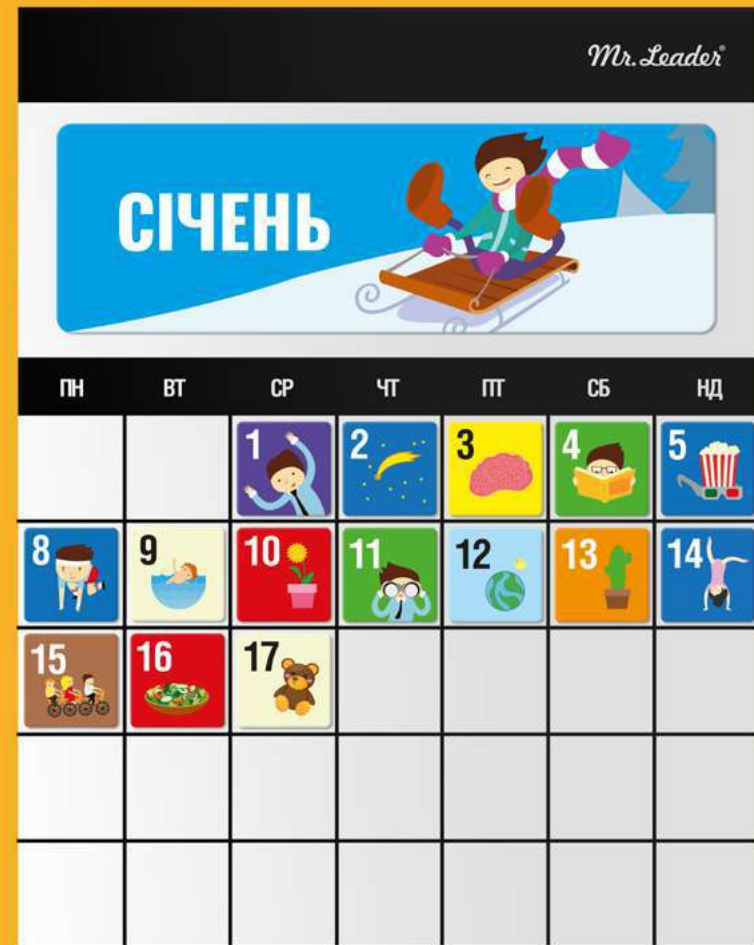 Mr. Leader®
СІЧЕНЬ
ПН ВТ СР ЧТ ПТ СБ НД
1 2 3 4 5
8 9 10 11 12 13 14
15 16 17